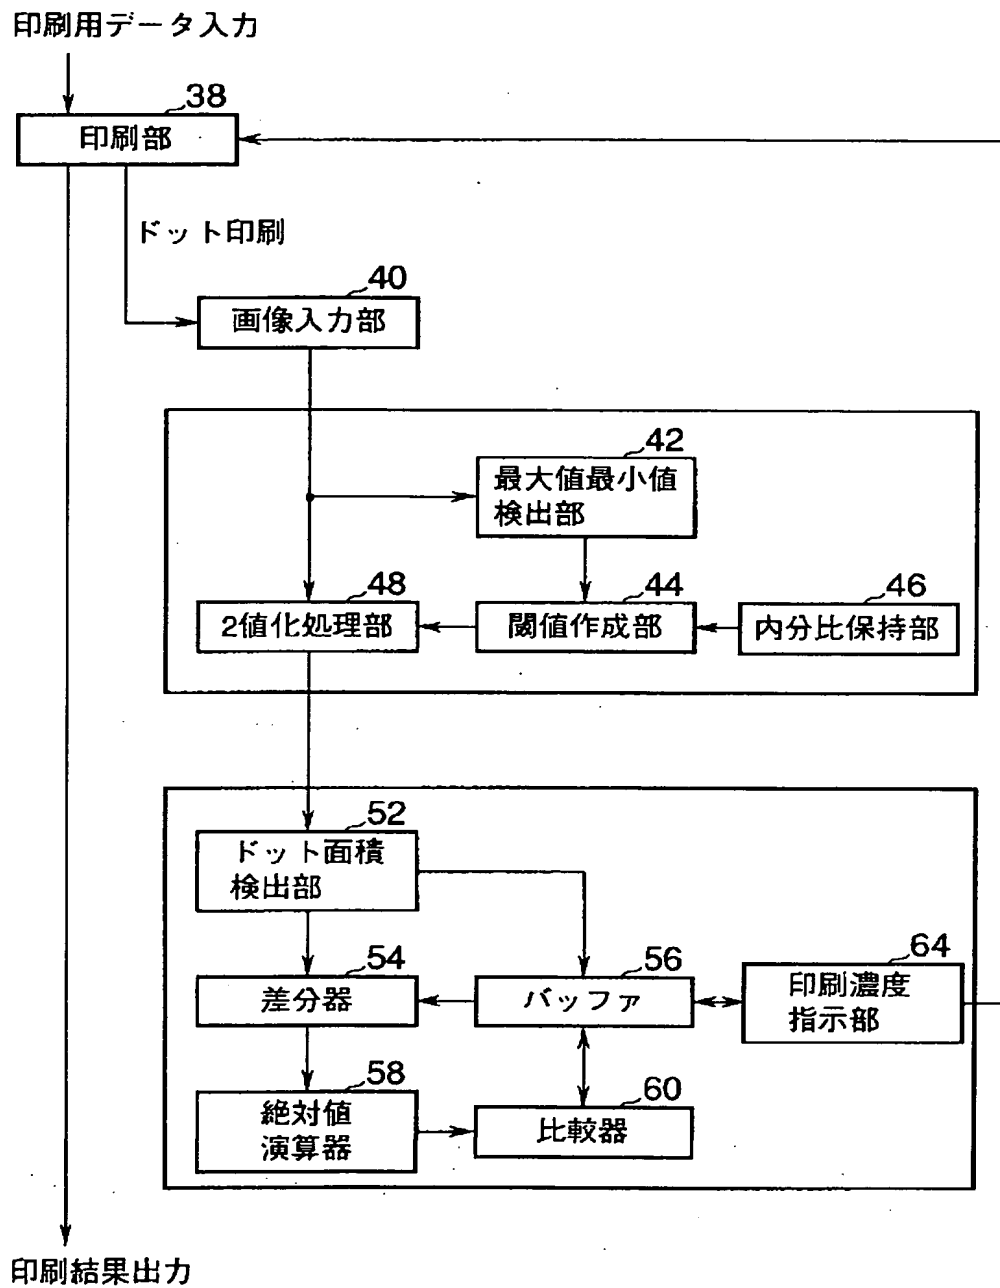 印刷用データ入力
38
印刷部
ドット印刷
40
画像入力部
42
最大値最小値
検出部
48
2値化処理部
44
閾値作成部
46
内分比保持部
52
ドット面積
検出部
54
差分器
56
バッファ
64
印刷濃度
指示部
58
絶対値
演算器
60
比較器
印刷結果出力